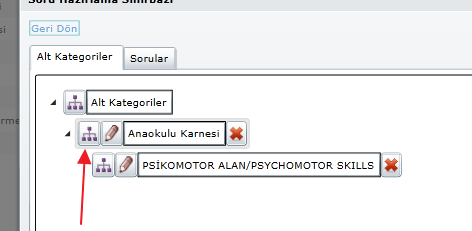 Soru Hazırlama Sihirbazı
Geri Dön
Alt Kategoriler
Sorular
Alt Kategoriler
Anaokulu Karnesi
PSİKOMOTOR ALAN/PSYCHOMOTOR SKILLS